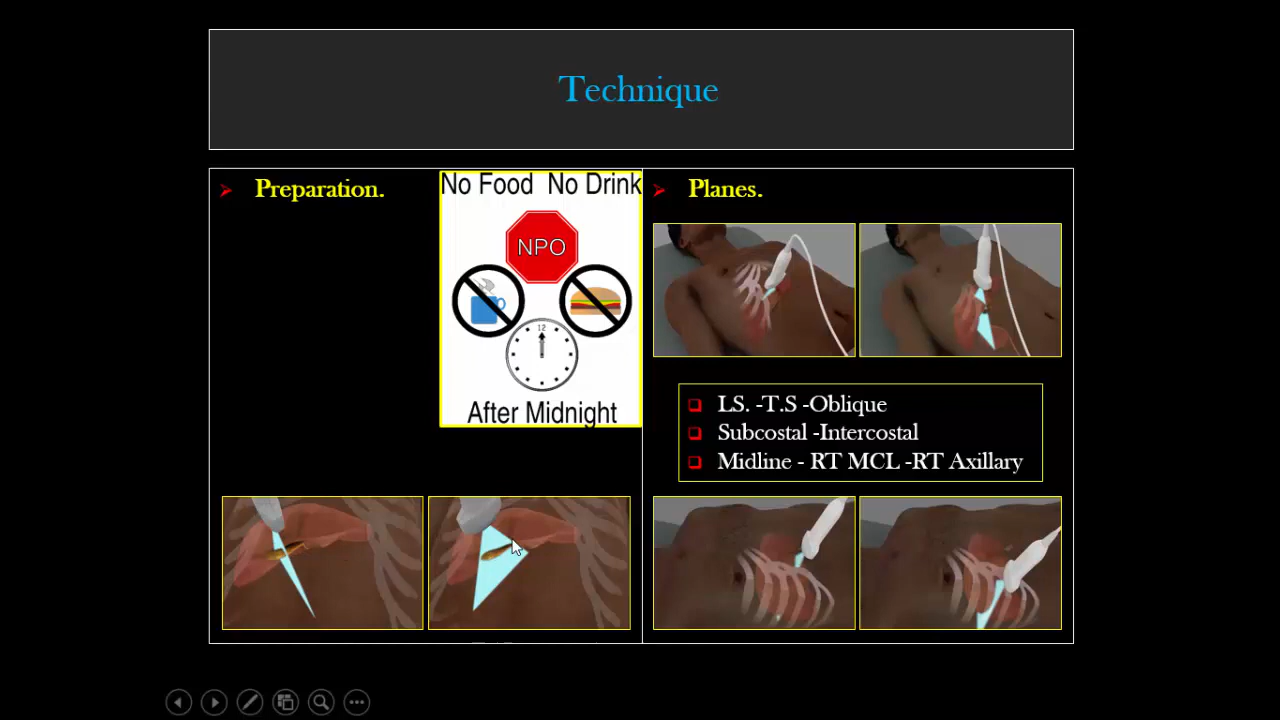 Technique
Preparation.
No Food No Drink
NPO
12
After Midnight
Planes.
LS. -T.S -Oblique
Subcostal -Intercostal
Midline - RT MCL -RT Axillary